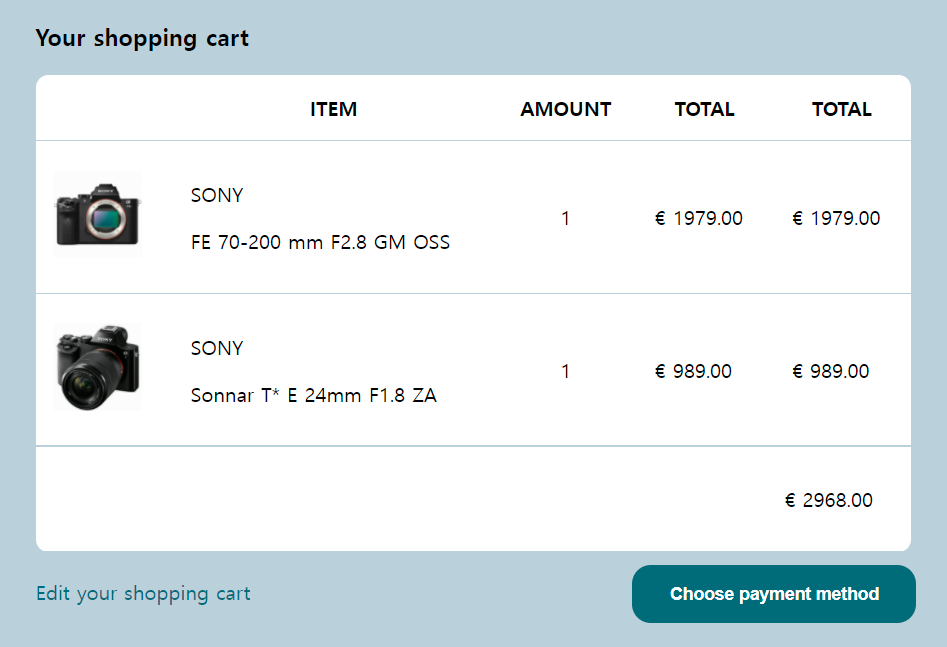 Your shopping cart
ITEM AMOUNT TOTAL TOTAL
SONY
FE 70-200 mm F2.8 GM OSS
1 € 1979.00 € 1979.00
SONY
Sonnar T* E 24mm F1.8 ZA
1 € 989.00 € 989.00
€ 2968.00
Edit your shopping cart
Choose payment method